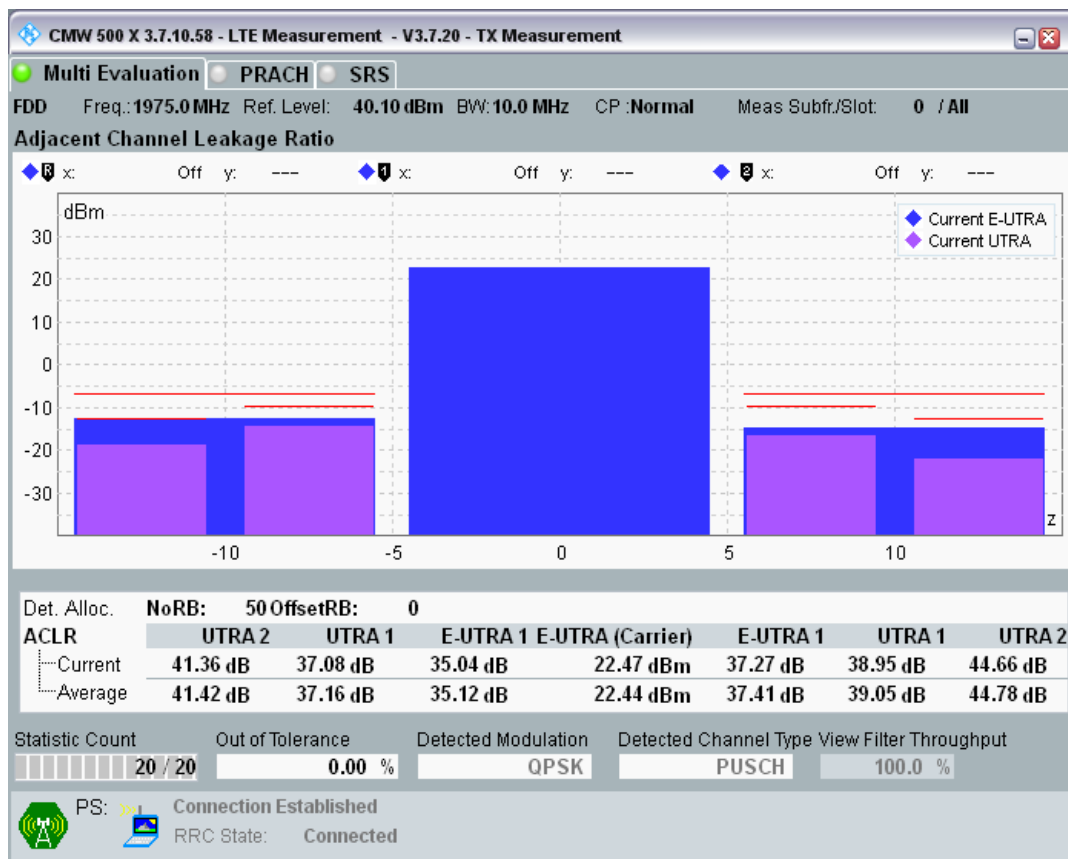 CMW 500 X 3.7.10.58 - LTE Measurement - V3.7.20 - TX Measurement
Multi Evaluation PRACH SRS
FDD Freq.:1975.0 MHz Ref. Level: 40.10 dBm BW:10.0 MHz CP :Normal Meas Subfr./Slot: 0 / All
Adjacent Channel Leakage Ratio
R x: Off y: --- 1 x: Off y: --- 2 x: Off y: ---
dBm
Current E-UTRA
Current UTRA
30
20
10
0
-10
-20
-30
z
-10 -5 0 5 10
Det. Alloc. NoRB: 50 OffsetRB: 0
ACLR UTRA 2 UTRA 1 E-UTRA 1 E-UTRA (Carrier) E-UTRA 1 UTRA 1 UTRA 2
Current 41.36 dB 37.08 dB 35.04 dB 22.47 dBm 37.27 dB 38.95 dB 44.66 dB
Average 41.42 dB 37.16 dB 35.12 dB 22.44 dBm 37.41 dB 39.05 dB 44.78 dB
Statistic Count Out of Tolerance Detected Modulation Detected Channel Type View Filter Throughput
20 / 20 0.00 % QPSK PUSCH 100.0 %
PS: Connection Established
RRC State: Connected